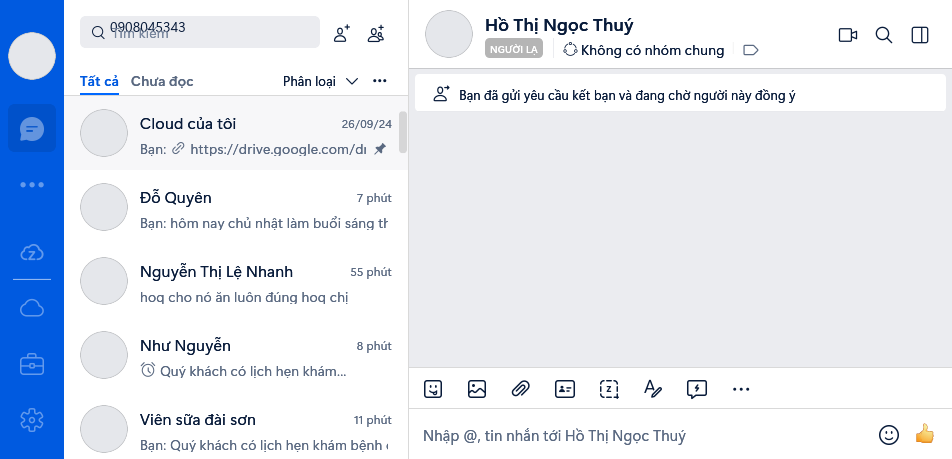 0908045343
Tìm kiếm
Tất cả Chưa đọc Phân loại
Cloud của tôi 26/09/24
Bạn: https://drive.google.com/dr
Đỗ Quyên 7 phút
Bạn: hôm nay chủ nhật làm buổi sáng th
Nguyễn Thị Lệ Nhanh 55 phút
hoq cho nó ăn luôn đúng hoq chị
Như Nguyễn 8 phút
Quý khách có lịch hẹn khám...
Viên sữa đài sơn 11 phút
Bạn: Quý khách có lịch hẹn khám bệnh
Hồ Thị Ngọc Thuý
NGƯỜI LẠ Không có nhóm chung
Bạn đã gửi yêu cầu kết bạn và đang chờ người này đồng ý
Nhập @, tin nhắn tới Hồ Thị Ngọc Thuý